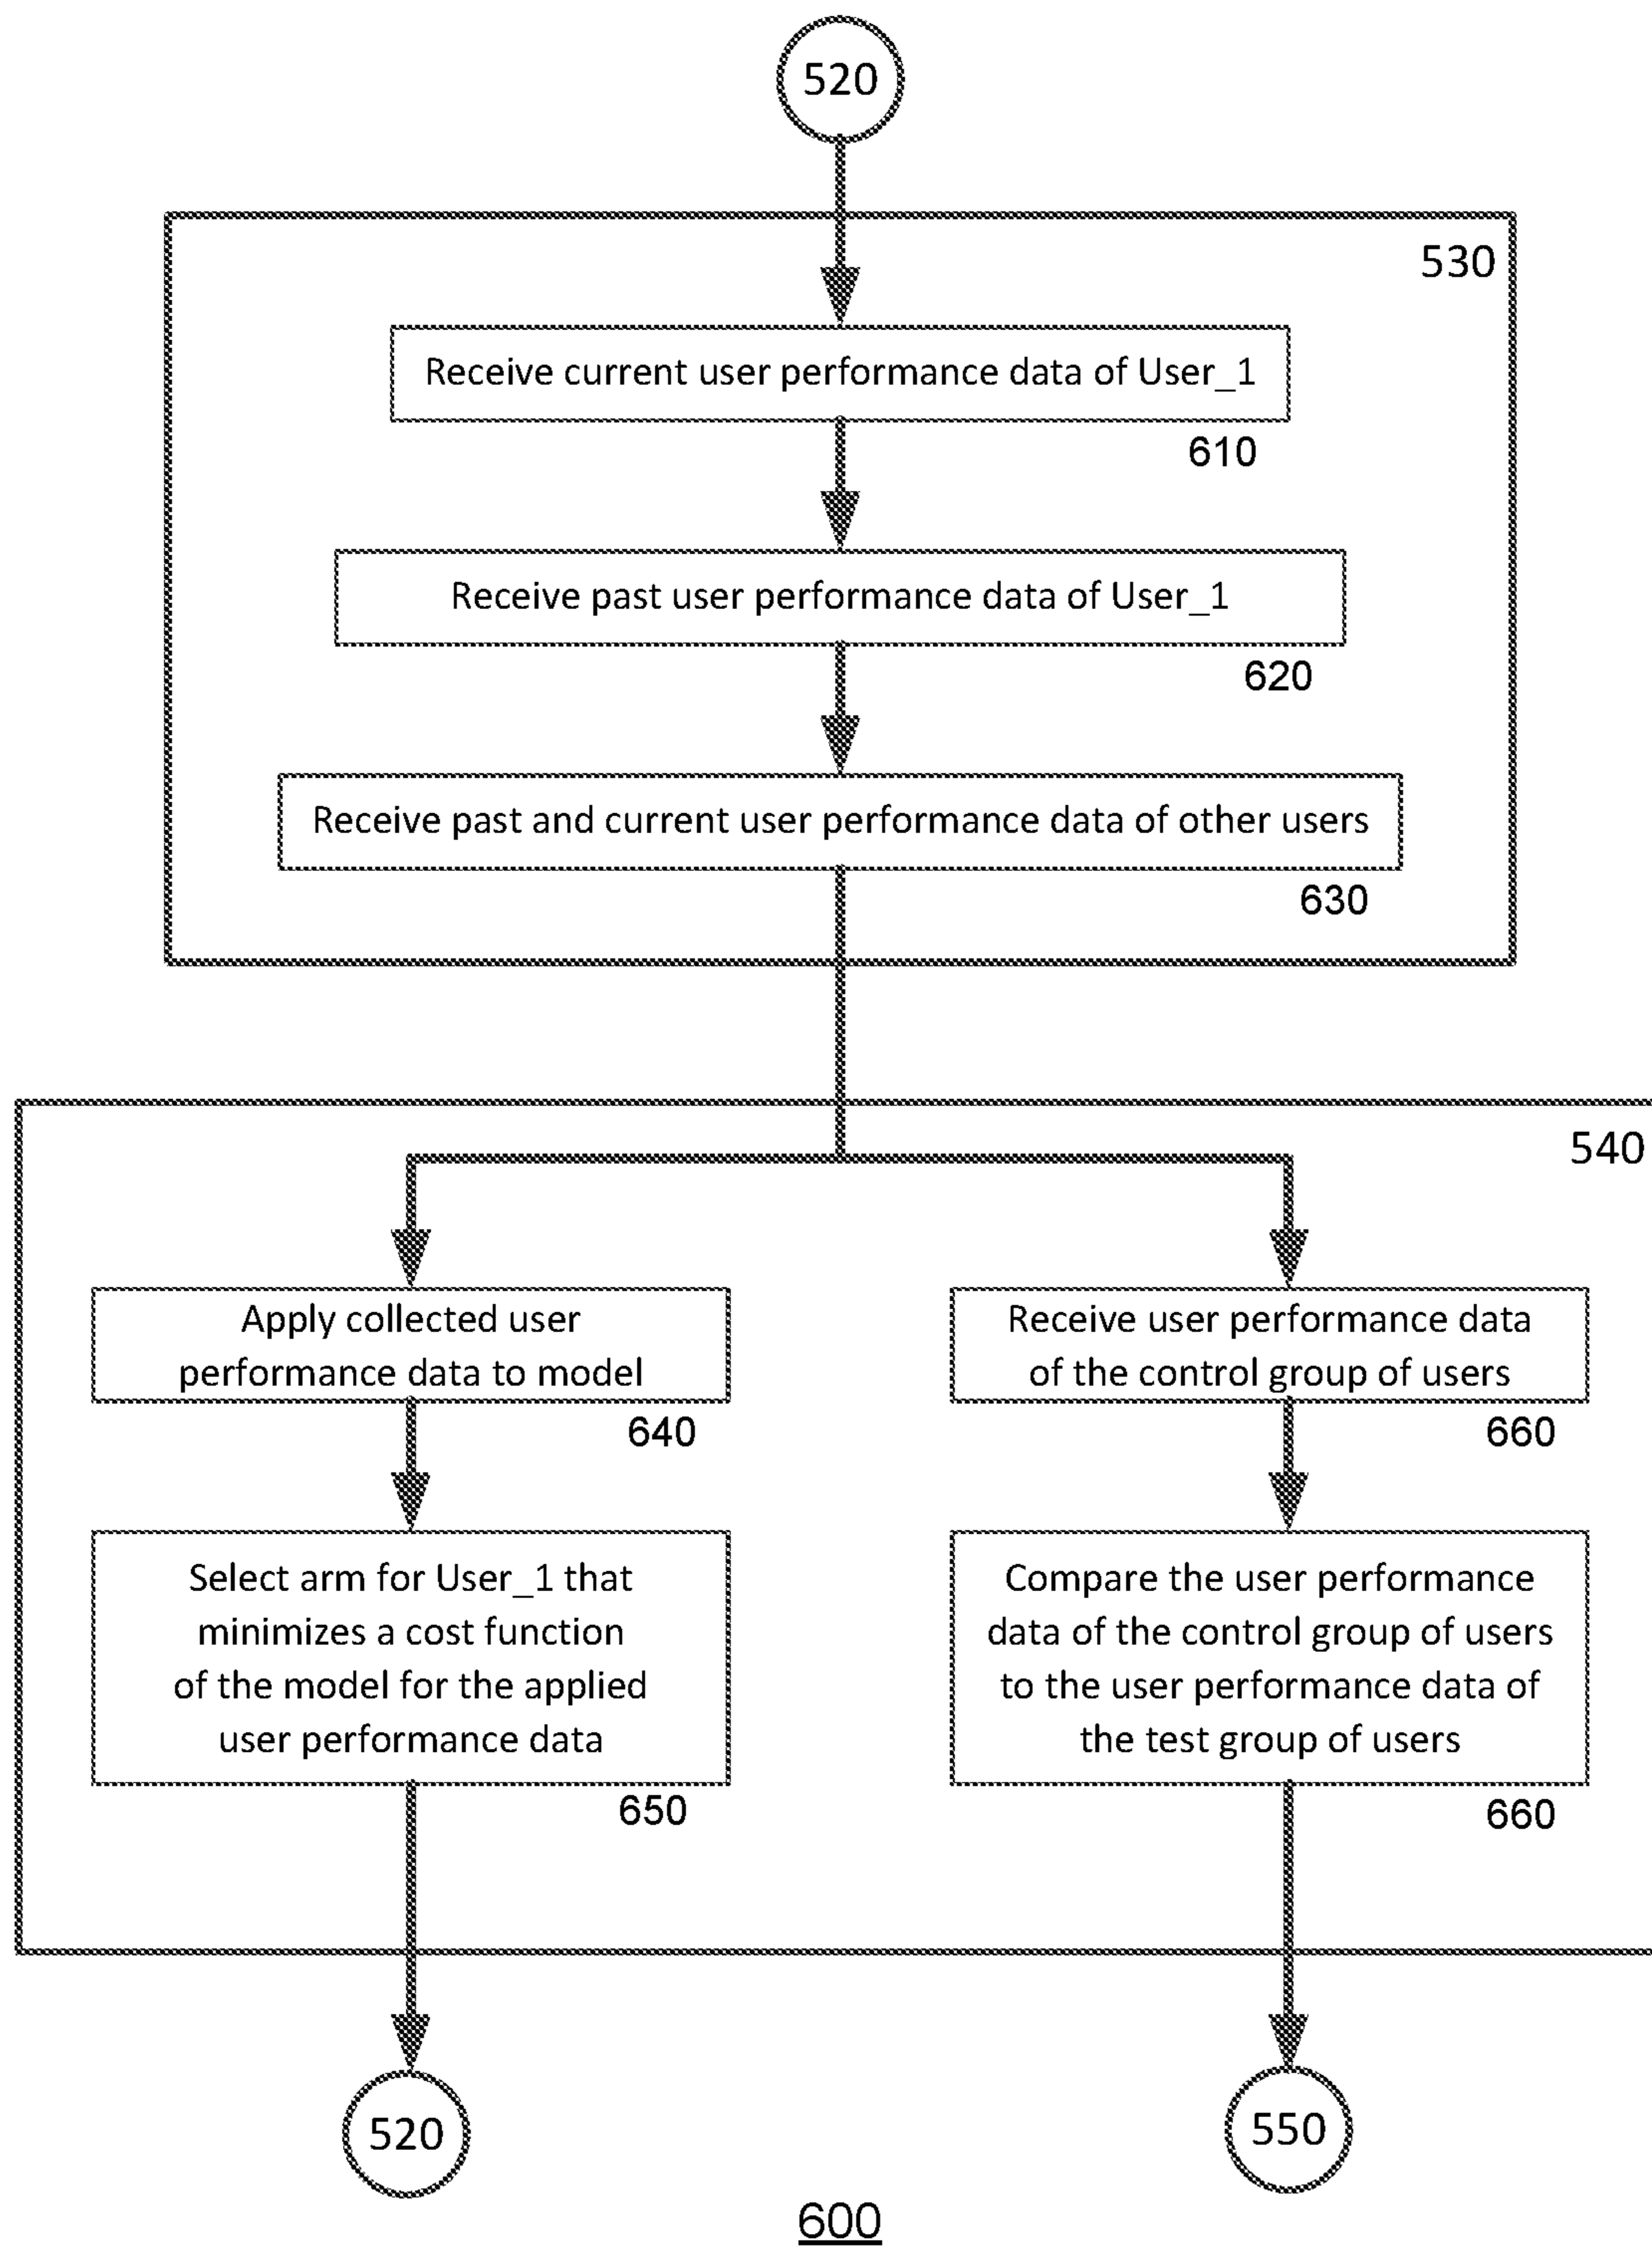 520
530
Receive current user performance data of User_1
610
Receive past user performance data of User_1
620
Receive past and current user performance data of other users
630
540
Apply collected user
performance data to model
640
Receive user performance data
of the control group of users
660
Select arm for User_1 that
minimizes a cost function
of the model for the applied
user performance data
650
Compare the user performance
data of the control group of users
to the user performance data of
the test group of users
660
520
550
600